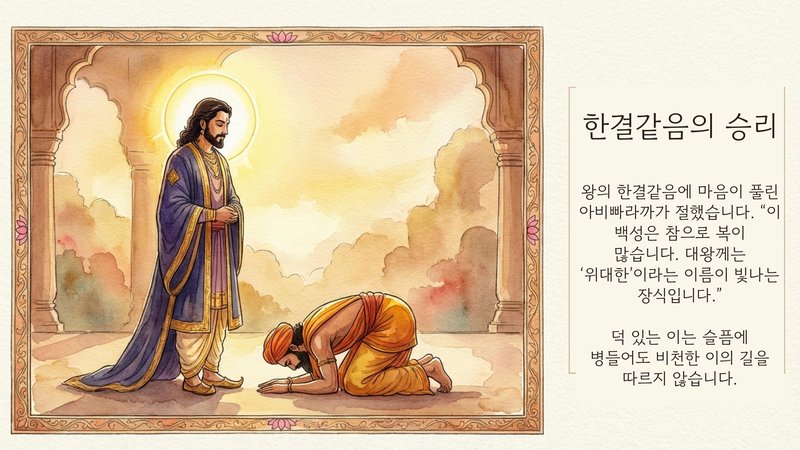 한결같음의 승리
왕의 한결같음에 마음이 풀린
아비빠라까가 절했습니다. “이
백성은 참으로 복이
많습니다. 대왕께는
‘위대한’이라는 이름이 빛나는
장식입니다.”
덕 있는 이는 슬픔에
병들어도 비천한 이의 길을
따르지 않습니다.